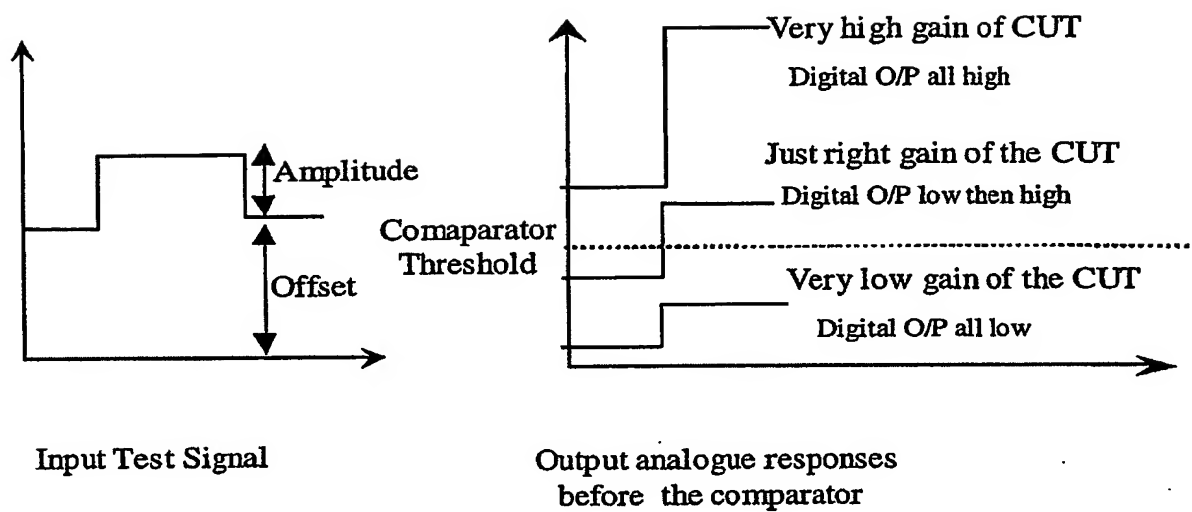 Amplitude
Offset
Input Test Signal
Very high gain of CUT
Digital O/P all high
Just right gain of the CUT
Digital O/P low then high
Comaparator
Threshold
Very low gain of the CUT
Digital O/P all low
Output analogue responses
before the comparator